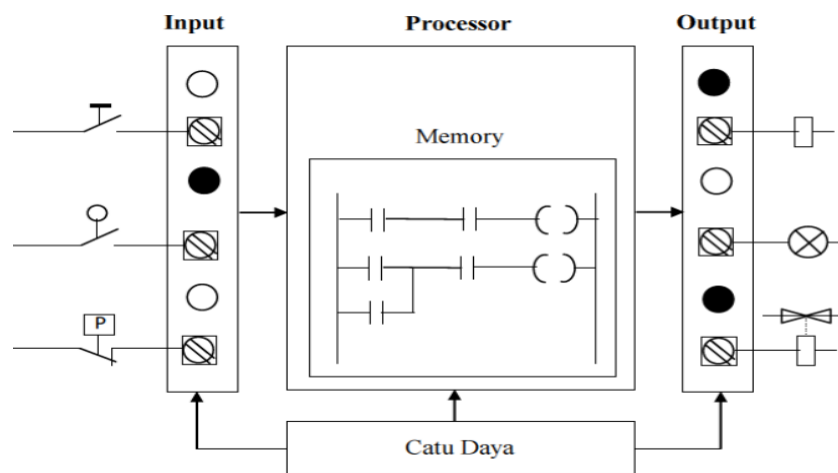 Input
Processor
Output
Memory
P
Catu Daya